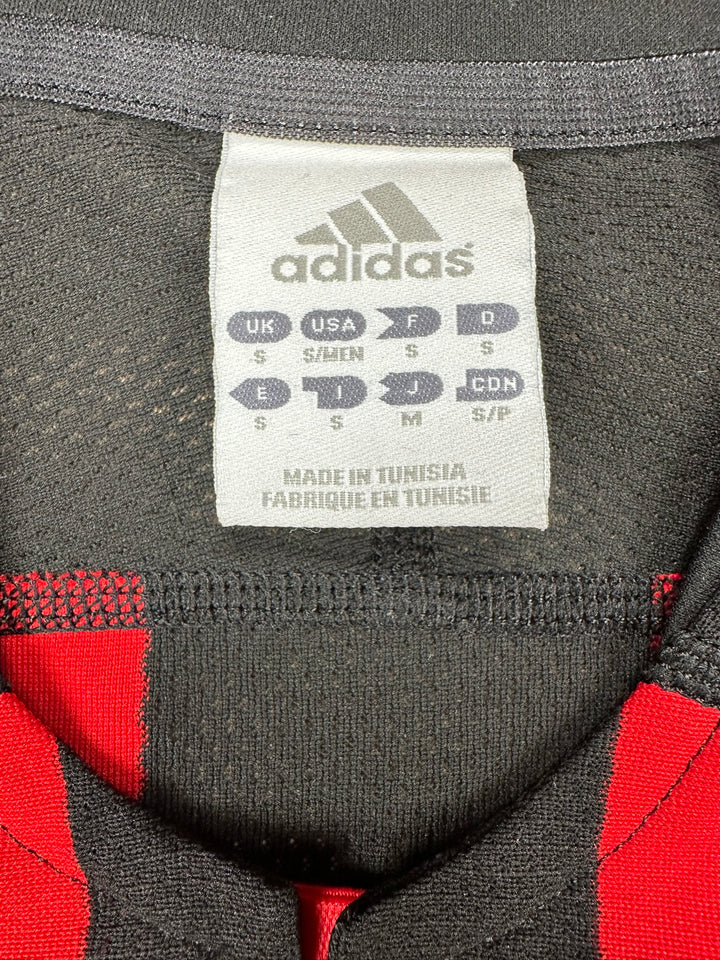 adidas
UK USA F D
S S/MEN S S
E I J CDN
S S M S/P
MADE IN TUNISIA
FABRIQUE EN TUNISIE